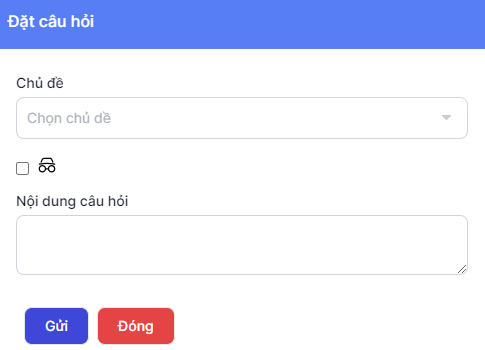 Đặt câu hỏi
Chủ đề
Chọn chủ đề
Nội dung câu hỏi
Gửi
Đóng